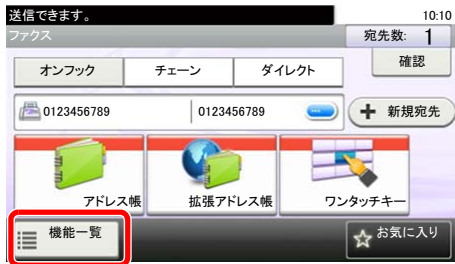 送信できます。 10:10
ファクス 宛先数: 1
オンフック チェーン ダイレクト 確認
0123456789 0123456789 ... + 新規宛先
アドレス帳 拡張アドレス帳 ワンタッチキー
機能一覧 お気に入り